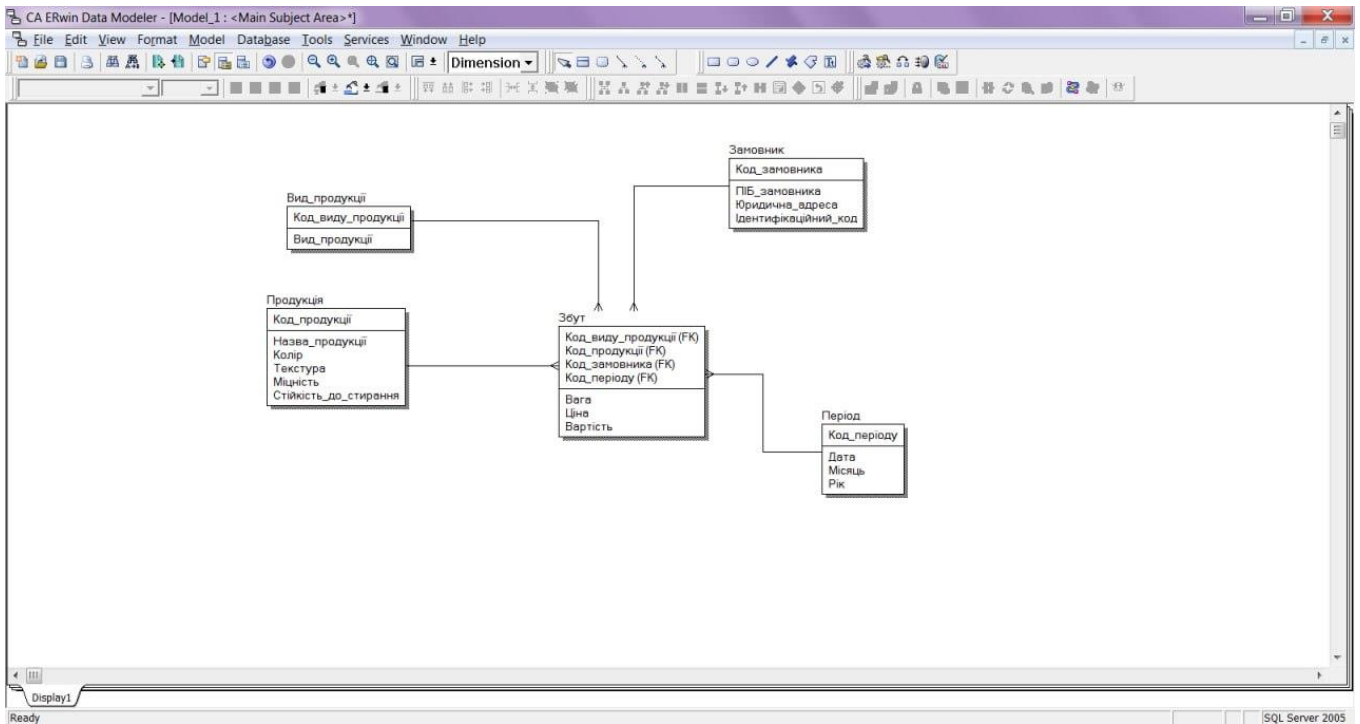 CA ERwin Data Modeler - [Model_1 : <Main Subject Area>*]
File Edit View Format Model Database Tools Services Window Help
Dimension
Замовник
Код_замовника
ПІБ_замовника
Юридична_адреса
Ідентифікаційний_код
Вид_продукції
Код_виду_продукції
Вид_продукції
Продукція
Код_продукції
Назва_продукції
Колір
Текстура
Міцність
Стійкість_до_стирання
Збут
Код_виду_продукції (FK)
Код_продукції (FK)
Код_замовника (FK)
Код_періоду (FK)
Вага
Ціна
Вартість
Період
Код_періоду
Дата
Місяць
Рік
Display1
Ready
SQL Server 2005